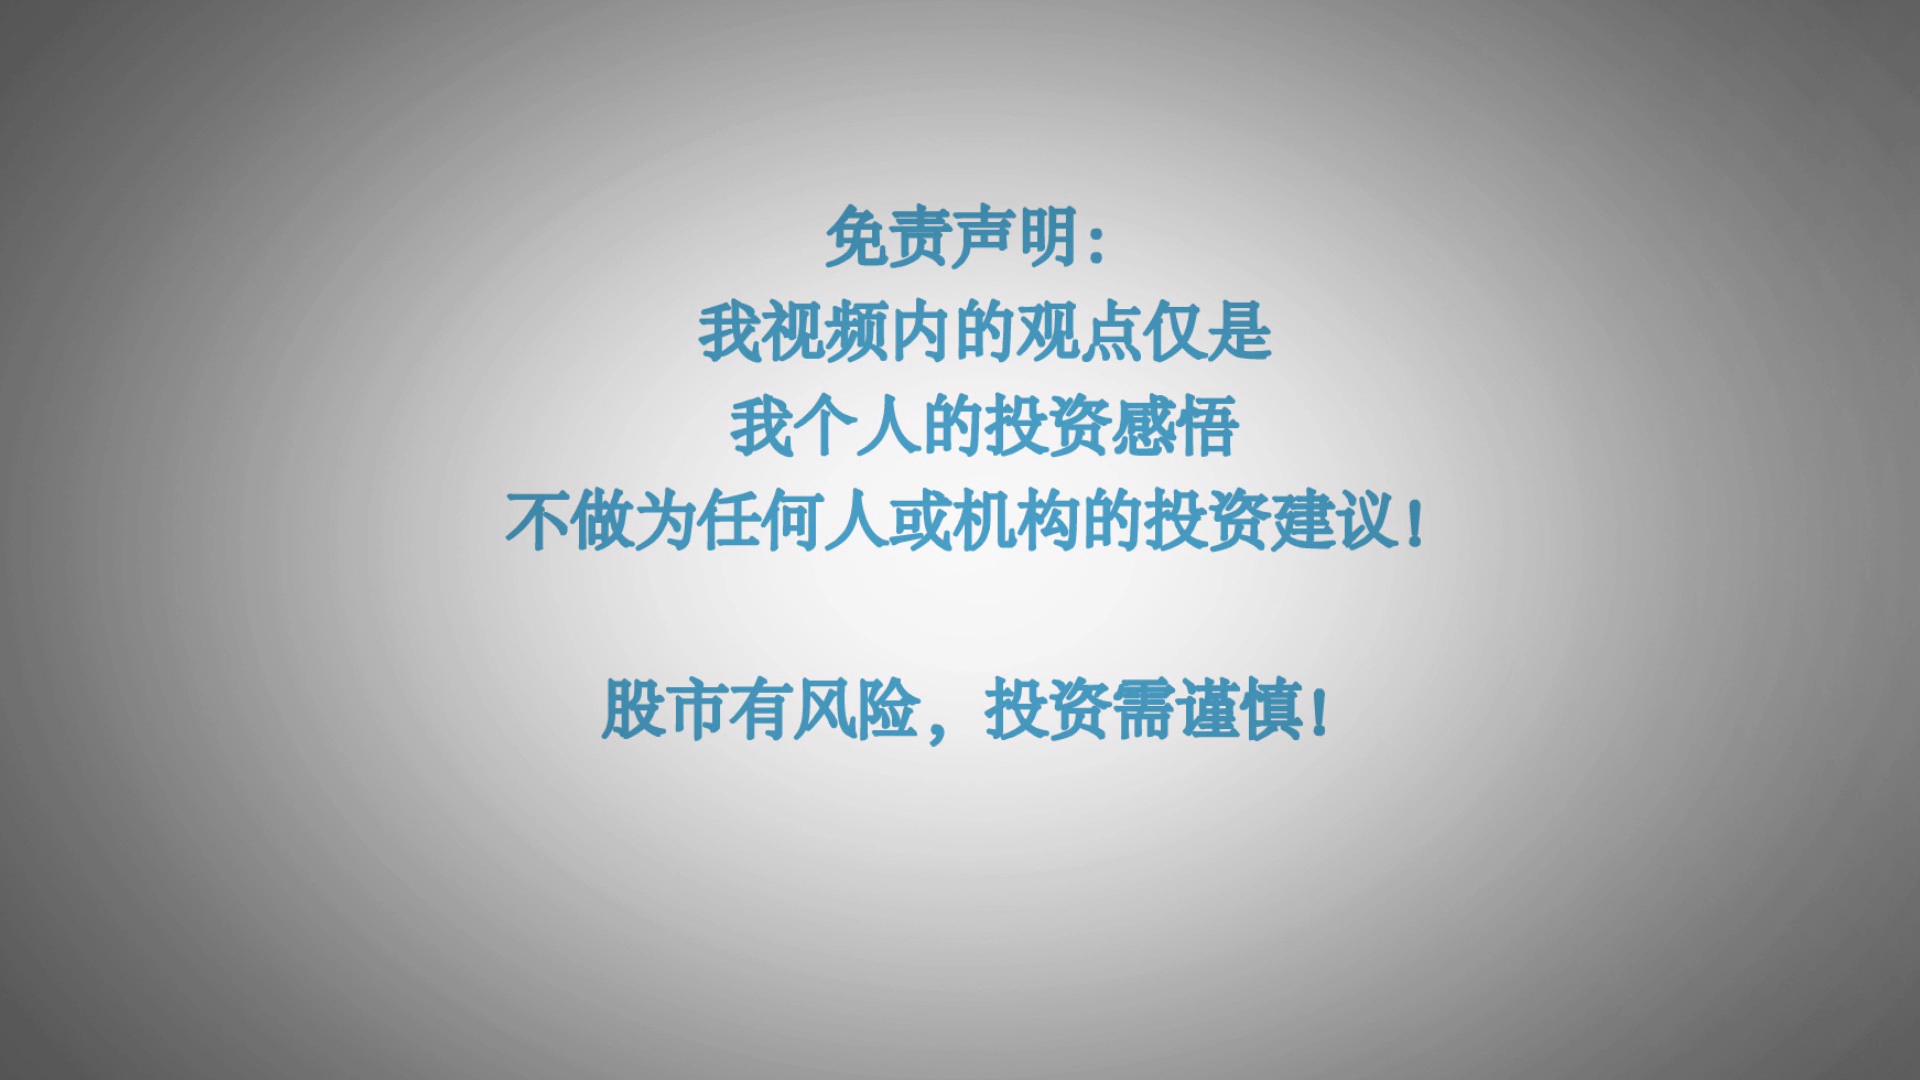 免责声明：
我视频内的观点仅是
我个人的投资感悟
不做为任何人或机构的投资建议！
股市有风险，投资需谨慎！